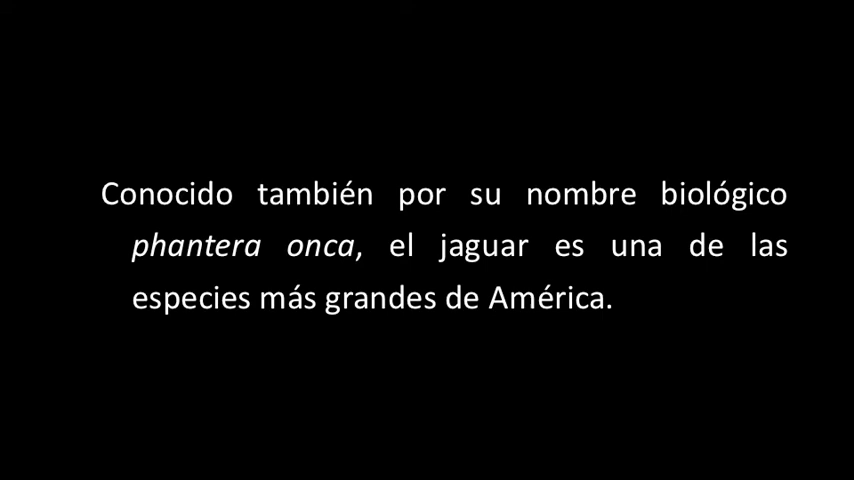 Conocido también por su nombre biológico
phantera onca, el jaguar es una de las
especies más grandes de América.